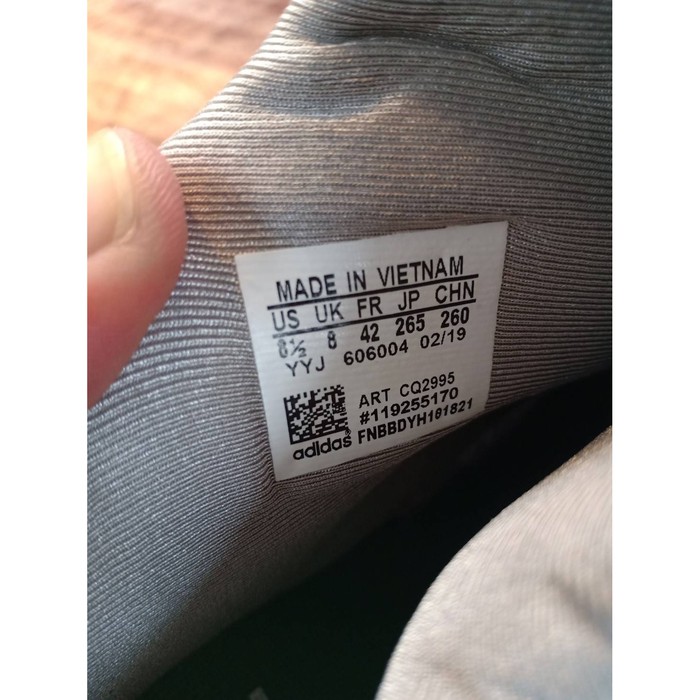 MADE IN VIETNAM
US UK FR JP CHN
8½ 8 42 265 260
YYJ 606004 02/19
ART CQ2995
#119255170
adidas FNBBDYH181821